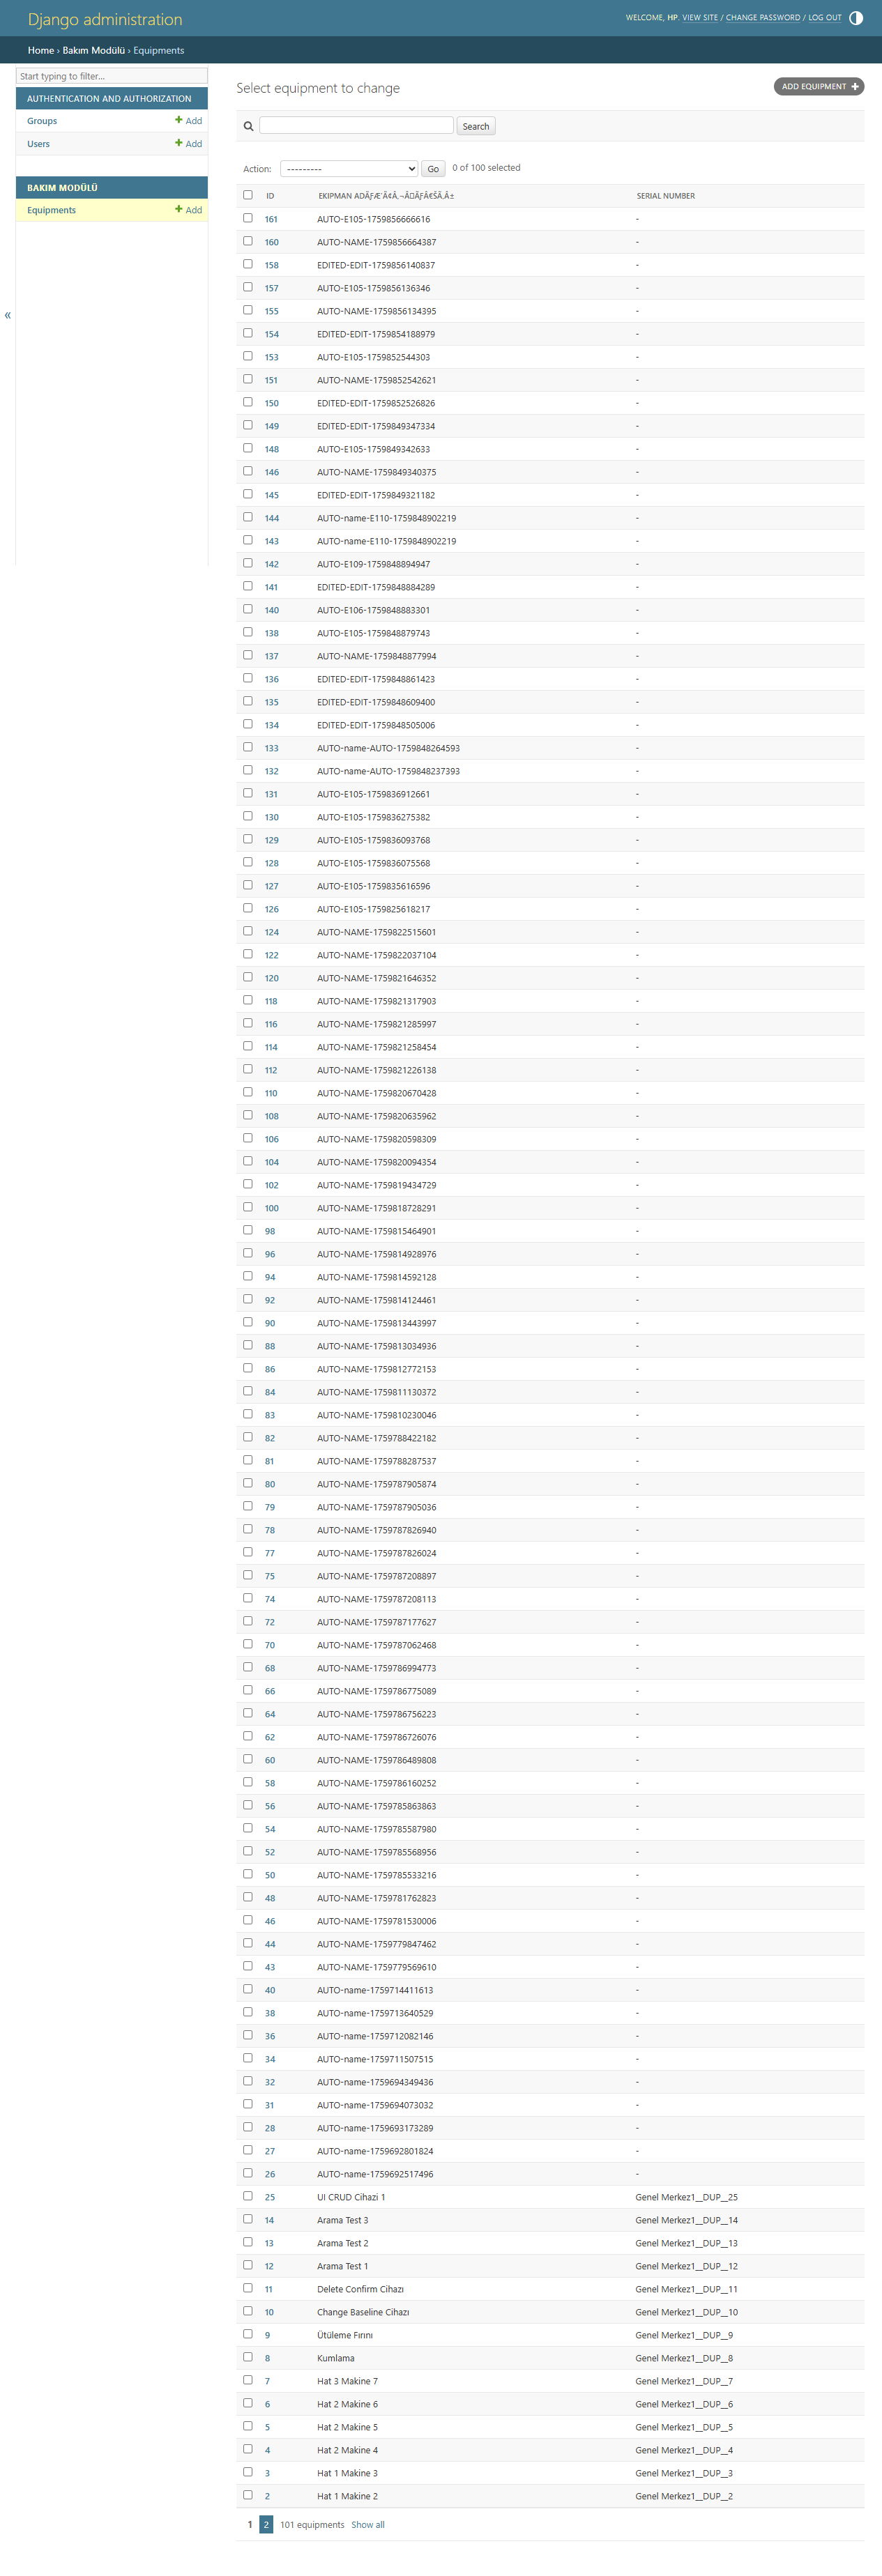 Django administration
WELCOME, HP. VIEW SITE / CHANGE PASSWORD / LOG OUT
Home › Bakım Modülü › Equipments
Start typing to filter...
AUTHENTICATION AND AUTHORIZATION
Groups + Add
Users + Add
BAKIM MODÜLÜ
Equipments + Add
«
Select equipment to change
ADD EQUIPMENT +
Search
Action: --------- Go 0 of 100 selected
ID EKIPMAN SERIAL NUMBER
161 AUTO-E105-1759856666616 -
160 AUTO-NAME-1759856664387 -
158 EDITED-EDIT-1759856140837 -
157 AUTO-E105-1759856136346 -
155 AUTO-NAME-1759856134395 -
154 EDITED-EDIT-1759854188979 -
153 AUTO-E105-1759852544303 -
151 AUTO-NAME-1759852542621 -
150 EDITED-EDIT-1759852526826 -
149 EDITED-EDIT-1759849347334 -
148 AUTO-E105-1759849342633 -
146 AUTO-NAME-1759849340375 -
145 EDITED-EDIT-1759849321182 -
144 AUTO-name-E110-1759848902219 -
143 AUTO-name-E110-1759848902219 -
142 AUTO-E109-1759848894947 -
141 EDITED-EDIT-1759848884289 -
140 AUTO-E106-1759848883301 -
138 AUTO-E105-1759848879743 -
137 AUTO-NAME-1759848877994 -
136 EDITED-EDIT-1759848861423 -
135 EDITED-EDIT-1759848609400 -
134 EDITED-EDIT-1759848505006 -
133 AUTO-name-AUTO-1759848264593 -
132 AUTO-name-AUTO-1759848237393 -
131 AUTO-E105-1759836912661 -
130 AUTO-E105-1759836275382 -
129 AUTO-E105-1759836093768 -
128 AUTO-E105-1759836075568 -
127 AUTO-E105-1759835616596 -
126 AUTO-E105-1759825618217 -
124 AUTO-NAME-1759822515601 -
122 AUTO-NAME-1759822037104 -
120 AUTO-NAME-1759821646352 -
118 AUTO-NAME-1759821317903 -
116 AUTO-NAME-1759821285997 -
114 AUTO-NAME-1759821258454 -
112 AUTO-NAME-1759821226138 -
110 AUTO-NAME-1759820670428 -
108 AUTO-NAME-1759820635962 -
106 AUTO-NAME-1759820598309 -
104 AUTO-NAME-1759820094354 -
102 AUTO-NAME-1759819434729 -
100 AUTO-NAME-1759818728291 -
98 AUTO-NAME-1759815464901 -
96 AUTO-NAME-1759814928976 -
94 AUTO-NAME-1759814592128 -
92 AUTO-NAME-1759814124461 -
90 AUTO-NAME-1759813443997 -
88 AUTO-NAME-1759813034936 -
86 AUTO-NAME-1759812772153 -
84 AUTO-NAME-1759811130372 -
83 AUTO-NAME-1759810230046 -
82 AUTO-NAME-1759788422182 -
81 AUTO-NAME-1759788287537 -
80 AUTO-NAME-1759787905874 -
79 AUTO-NAME-1759787905036 -
78 AUTO-NAME-1759787826940 -
77 AUTO-NAME-1759787826024 -
75 AUTO-NAME-1759787208897 -
74 AUTO-NAME-1759787208113 -
72 AUTO-NAME-1759787177627 -
70 AUTO-NAME-1759787062468 -
68 AUTO-NAME-1759786994773 -
66 AUTO-NAME-1759786775089 -
64 AUTO-NAME-1759786756223 -
62 AUTO-NAME-1759786726076 -
60 AUTO-NAME-1759786489808 -
58 AUTO-NAME-1759786160252 -
56 AUTO-NAME-1759785863863 -
54 AUTO-NAME-1759785587980 -
52 AUTO-NAME-1759785568956 -
50 AUTO-NAME-1759785533216 -
48 AUTO-NAME-1759781762823 -
46 AUTO-NAME-1759781530006 -
44 AUTO-NAME-1759779847462 -
43 AUTO-NAME-1759779569610 -
40 AUTO-name-1759714411613 -
38 AUTO-name-1759713640529 -
36 AUTO-name-1759712082146 -
34 AUTO-name-1759711507515 -
32 AUTO-name-1759694349436 -
31 AUTO-name-1759694073032 -
28 AUTO-name-1759693173289 -
27 AUTO-name-1759692801824 -
26 AUTO-name-1759692517496 -
25 UI CRUD Cihazi 1 Genel Merkez1__DUP__25
14 Arama Test 3 Genel Merkez1__DUP__14
13 Arama Test 2 Genel Merkez1__DUP__13
12 Arama Test 1 Genel Merkez1__DUP__12
11 Delete Confirm Cihazı Genel Merkez1__DUP__11
10 Change Baseline Cihazı Genel Merkez1__DUP__10
9 Ütüleme Fırını Genel Merkez1__DUP__9
8 Kumlama Genel Merkez1__DUP__8
7 Hat 3 Makine 7 Genel Merkez1__DUP__7
6 Hat 2 Makine 6 Genel Merkez1__DUP__6
5 Hat 2 Makine 5 Genel Merkez1__DUP__5
4 Hat 2 Makine 4 Genel Merkez1__DUP__4
3 Hat 1 Makine 3 Genel Merkez1__DUP__3
2 Hat 1 Makine 2 Genel Merkez1__DUP__2
1 2 101 equipments Show all